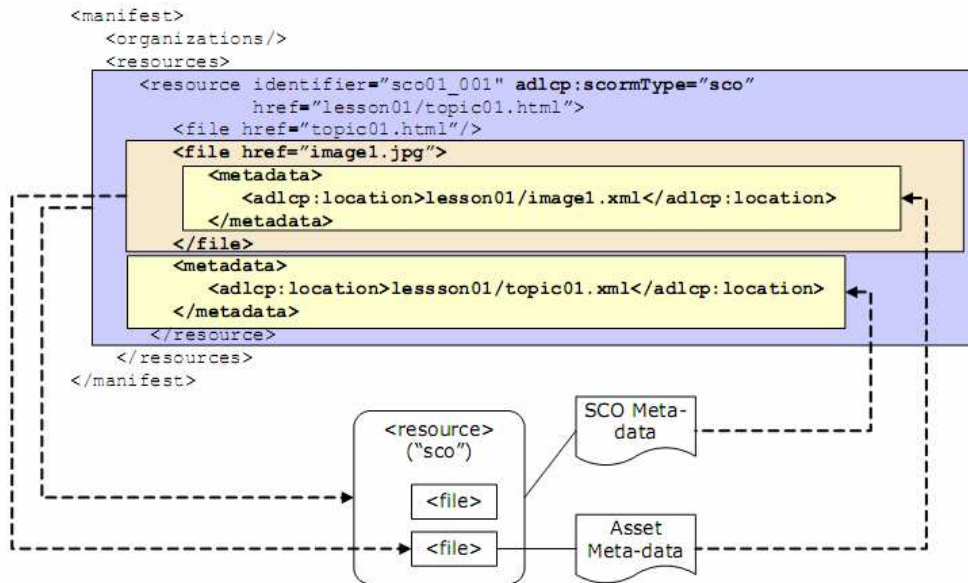 <manifest>
<organizations/>
<resources>
<resource identifier="sco01_001" adlcp:scormType="sco"
href="lesson01/topic01.html">
<file href="topic01.html"/>
<file href="image1.jpg">
<metadata>
<adlcp:location>lesson01/image1.xml</adlcp:location>
</metadata>
</file>
<metadata>
<adlcp:location>lessson01/topic01.xml</adlcp:location>
</metadata>
</resource>
</resources>
</manifest>
<resource>
("sco")
<file>
<file>
SCO Meta-
data
Asset
Meta-data